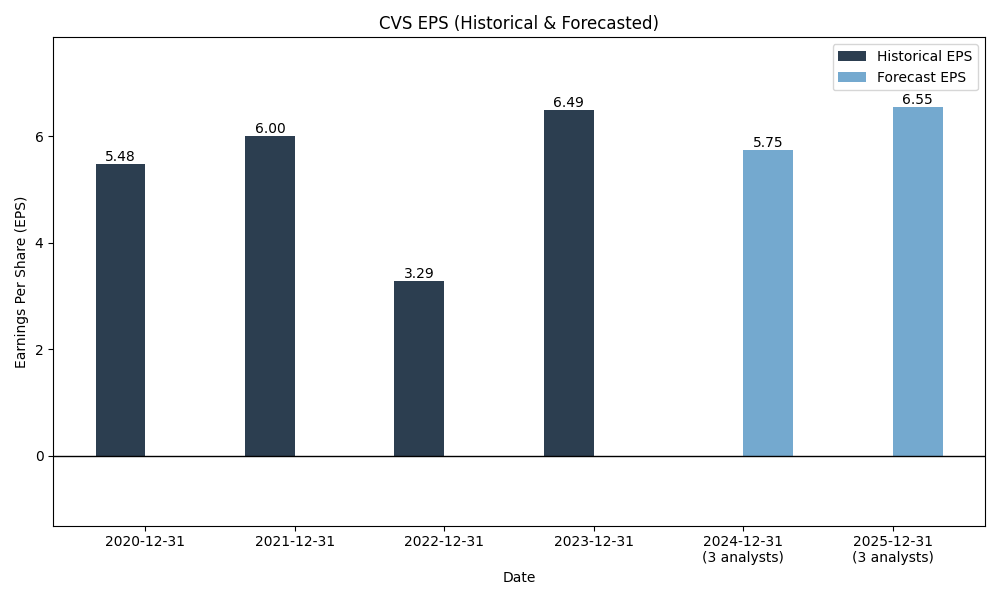 CVS EPS (Historical & Forecasted)
Historical EPS
Forecast EPS
5.48
6.00
3.29
6.49
5.75
6.55
Earnings Per Share (EPS)
6
4
2
0
2020-12-31
2021-12-31
2022-12-31
2023-12-31
2024-12-31
(3 analysts)
2025-12-31
(3 analysts)
Date